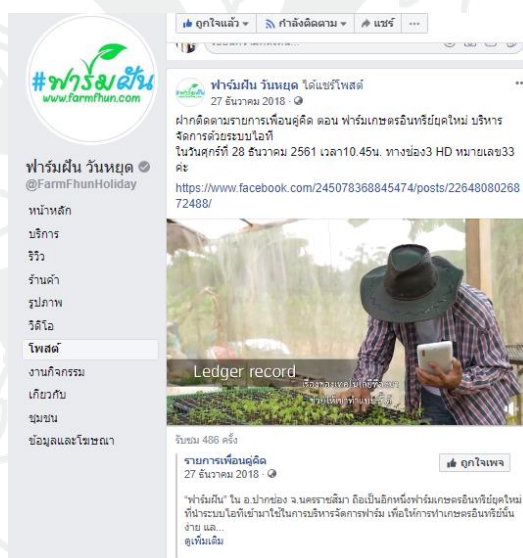 ถูกใจแล้ว กำลังติดตาม แชร์
#ฟาร์มฝัน
www.farmfhun.com
ฟาร์มฝัน วันหยุด
@FarmFhunHoliday
หน้าหลัก
บริการ
รีวิว
ร้านค้า
รูปภาพ
วิดีโอ
โพสต์
งานกิจกรรม
เกี่ยวกับ
ชุมชน
ข้อมูลและโฆษณา
ฟาร์มฝัน วันหยุด ได้แชร์โพสต์
27 ธันวาคม 2018
ฝากติดตามรายการเพื่อนคู่คิด ตอน ฟาร์มเกษตรอินทรีย์ยุคใหม่ บริหาร
จัดการด้วยระบบไอที
ในวันศุกร์ที่ 28 ธันวาคม 2561 เวลา10.45น. ทางช่อง3 HD หมายเลข33
ค่ะ
https://www.facebook.com/245078368845474/posts/22648080268
72488/
Ledger record
รับชม 486 ครั้ง
รายการเพื่อนคู่คิด
27 ธันวาคม 2018
ถูกใจเพจ
"ฟาร์มฝัน" ใน อ.ปากช่อง จ.นครราชสีมา ถือเป็นอีกหนึ่งฟาร์มเกษตรอินทรีย์ยุคใหม่
ที่นำระบบไอทีเข้ามาใช้ในการบริหารจัดการฟาร์ม เพื่อให้การทำเกษตรอินทรีย์นั้น
ง่าย และ...
ดูเพิ่มเติม